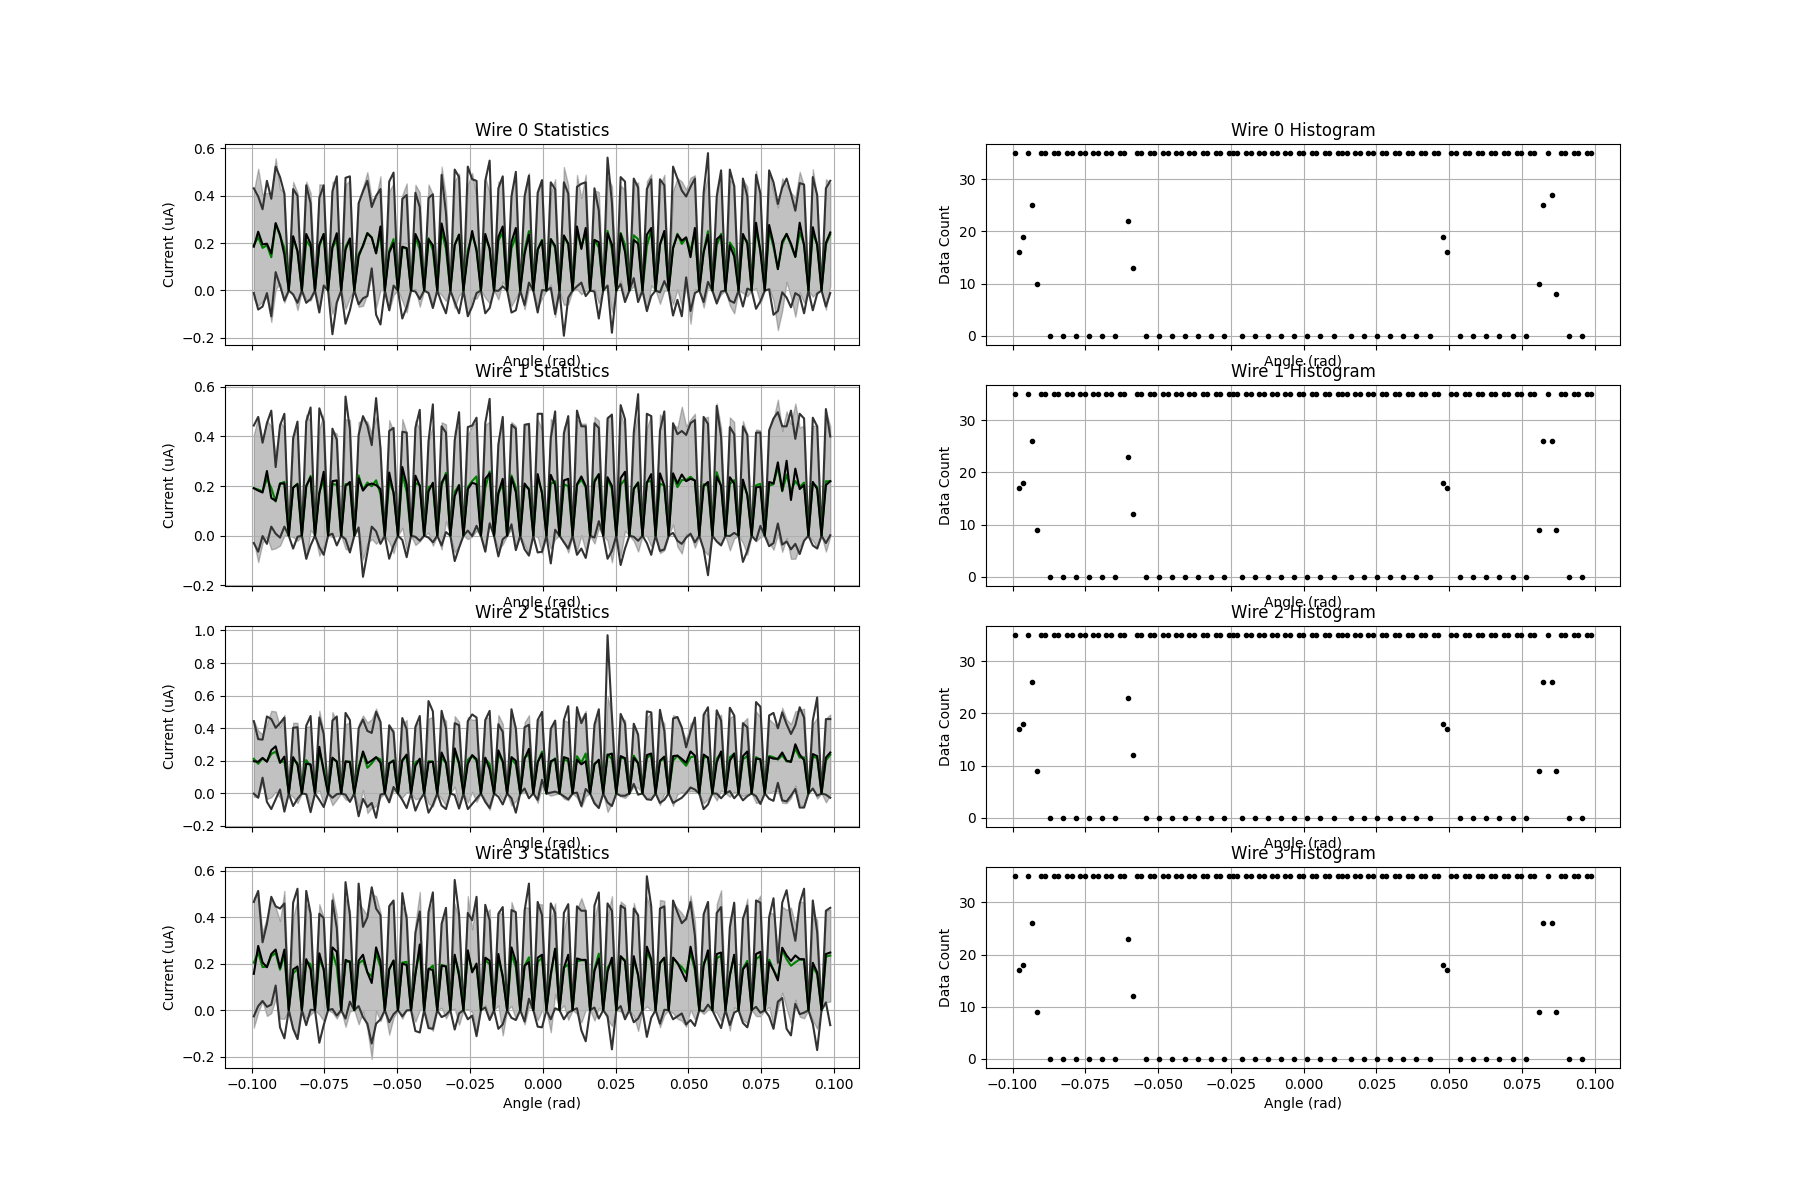 Wire 0 Statistics
Current (uA)
0.6
0.4
0.2
0.0
−0.2
Angle (rad)
Wire 0 Histogram
Data Count
30
20
10
0
Angle (rad)
Wire 1 Statistics
Current (uA)
0.6
0.4
0.2
0.0
−0.2
Angle (rad)
Wire 1 Histogram
Data Count
30
20
10
0
Angle (rad)
Wire 2 Statistics
Current (uA)
1.0
0.8
0.6
0.4
0.2
0.0
−0.2
Angle (rad)
Wire 2 Histogram
Data Count
30
20
10
0
Angle (rad)
Wire 3 Statistics
Current (uA)
0.6
0.4
0.2
0.0
−0.2
−0.100 −0.075 −0.050 −0.025 0.000 0.025 0.050 0.075 0.100
Angle (rad)
Wire 3 Histogram
Data Count
30
20
10
0
−0.100 −0.075 −0.050 −0.025 0.000 0.025 0.050 0.075 0.100
Angle (rad)